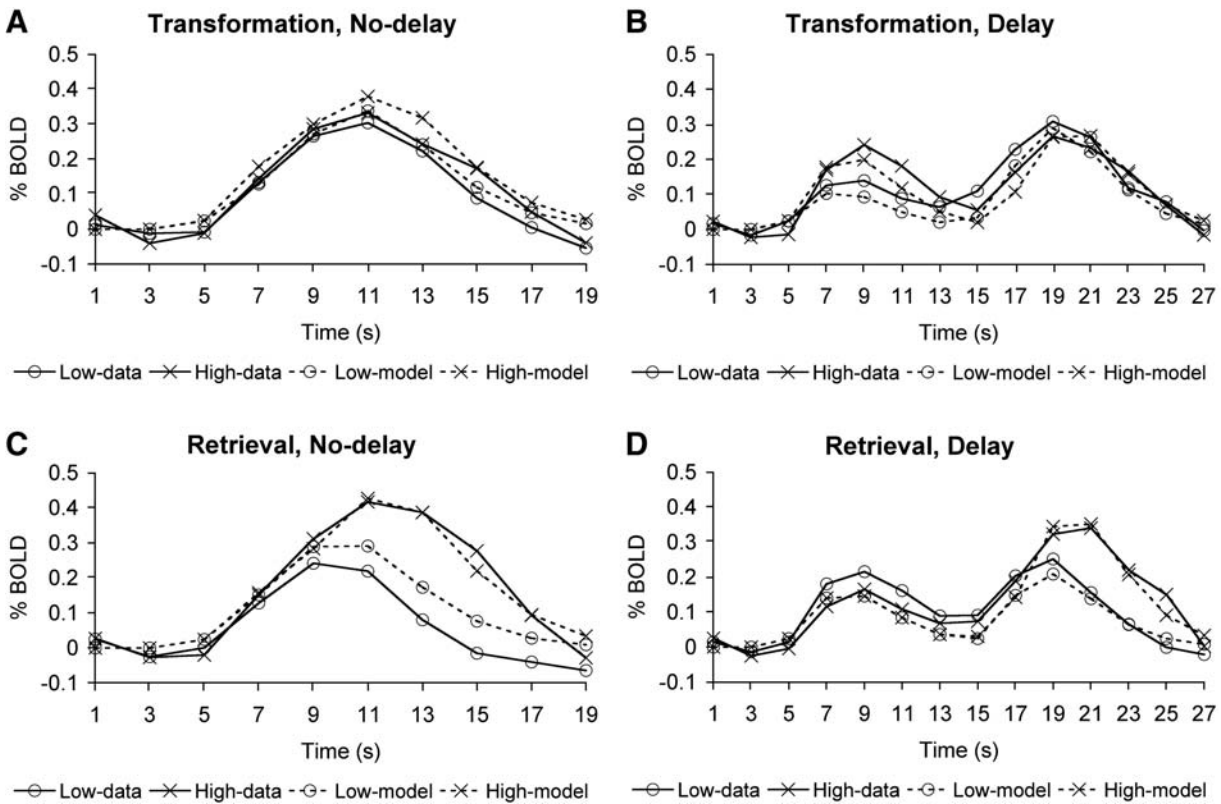 A
Transformation, No-delay
0.5
0.4
0.3
0.2
0.1
0
-0.1
% BOLD
1 3 5 7 9 11 13 15 17 19
Time (s)
Low-data High-data Low-model High-model
B
Transformation, Delay
0.5
0.4
0.3
0.2
0.1
0
-0.1
% BOLD
1 3 5 7 9 11 13 15 17 19 21 23 25 27
Time (s)
Low-data High-data Low-model High-model
C
Retrieval, No-delay
0.5
0.4
0.3
0.2
0.1
0
-0.1
% BOLD
1 3 5 7 9 11 13 15 17 19
Time (s)
Low-data High-data Low-model High-model
D
Retrieval, Delay
0.5
0.4
0.3
0.2
0.1
0
-0.1
% BOLD
1 3 5 7 9 11 13 15 17 19 21 23 25 27
Time (s)
Low-data High-data Low-model High-model